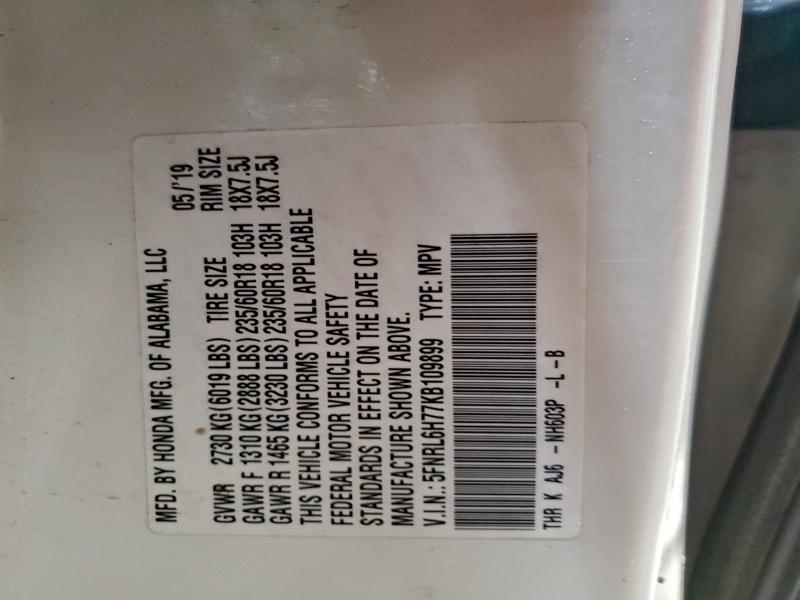 MFD. BY HONDA MFG. OF ALABAMA, LLC 05/'19
GVWR 2730 KG (6019 LBS) TIRE SIZE RIM SIZE
GAWR F 1310 KG (2888 LBS) 235/60R18 103H 18X7.5J
GAWR R 1465 KG (3230 LBS) 235/60R18 103H 18X7.5J
THIS VEHICLE CONFORMS TO ALL APPLICABLE
FEDERAL MOTOR VEHICLE SAFETY
STANDARDS IN EFFECT ON THE DATE OF
MANUFACTURE SHOWN ABOVE.
V.I.N.: 5FNRL6H77KB109899 TYPE: MPV
THR K AJ6 -NH603P -L-B